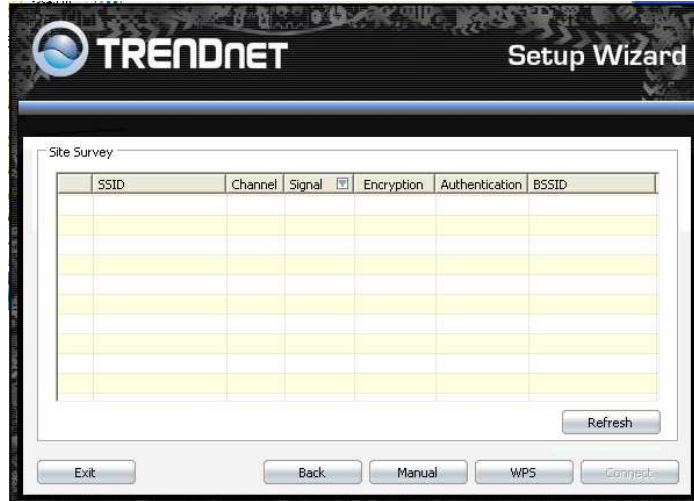 TRENDNET
Setup Wizard
Site Survey
SSID Channel Signal Encryption Authentication BSSID
Refresh
Exit Back Manual WPS Connect